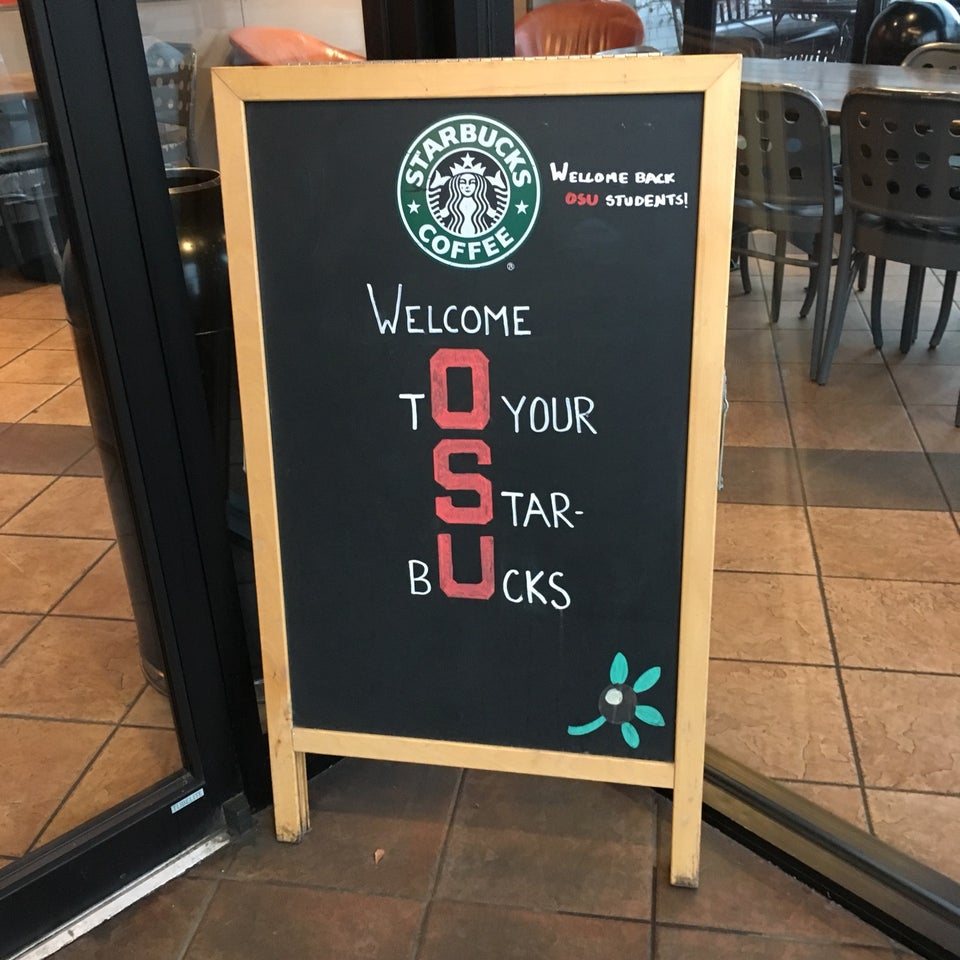 STARBUCKS
COFFEE
®
WELLOME BACK
OSU STUDENTS!
WELCOME
TO YOUR
STAR-
BUCKS